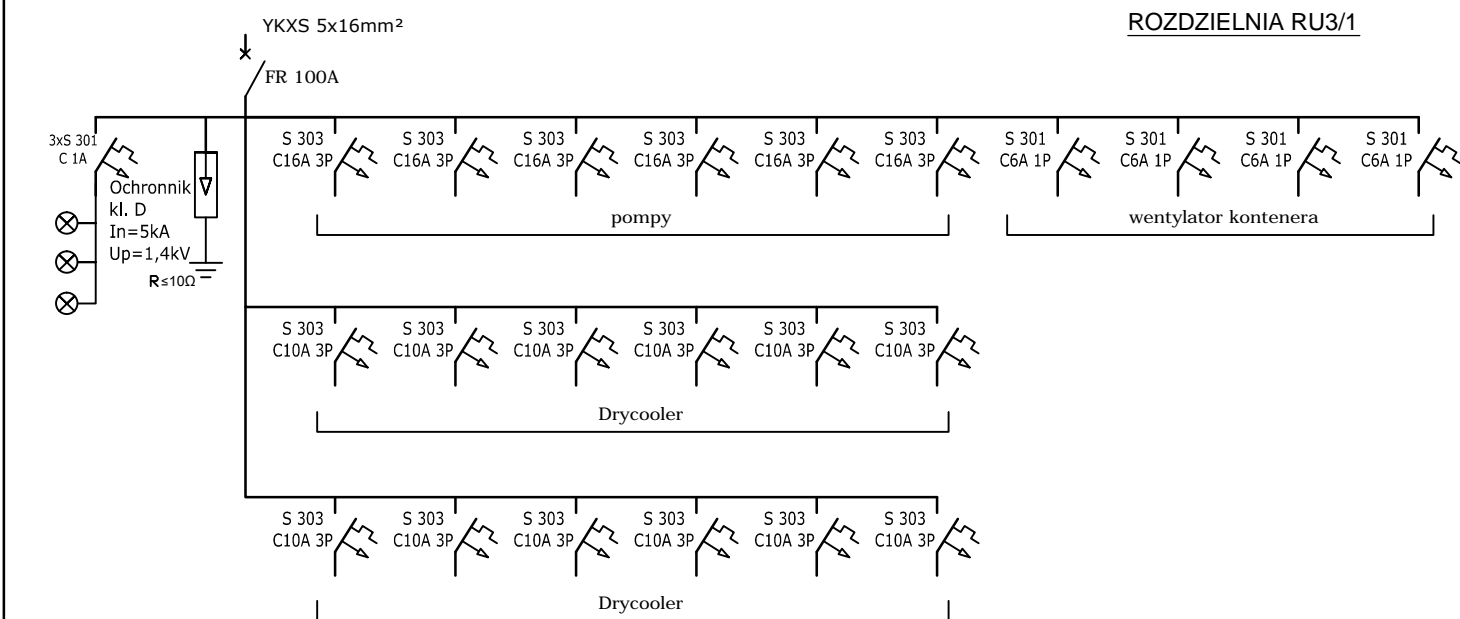 YKXS 5x16mm²
ROZDZIELNIA RU3/1
FR 100A
3xS 301
C 1A
Ochronnik
kl. D
In=5kA
Up=1,4kV
R≤10Ω
S 303
C16A 3P
S 303
C16A 3P
S 303
C16A 3P
S 303
C16A 3P
S 303
C16A 3P
S 303
C16A 3P
S 301
C6A 1P
S 301
C6A 1P
S 301
C6A 1P
S 301
C6A 1P
pompy
wentylator kontenera
S 303
C10A 3P
S 303
C10A 3P
S 303
C10A 3P
S 303
C10A 3P
S 303
C10A 3P
S 303
C10A 3P
Drycooler
S 303
C10A 3P
S 303
C10A 3P
S 303
C10A 3P
S 303
C10A 3P
S 303
C10A 3P
S 303
C10A 3P
Drycooler